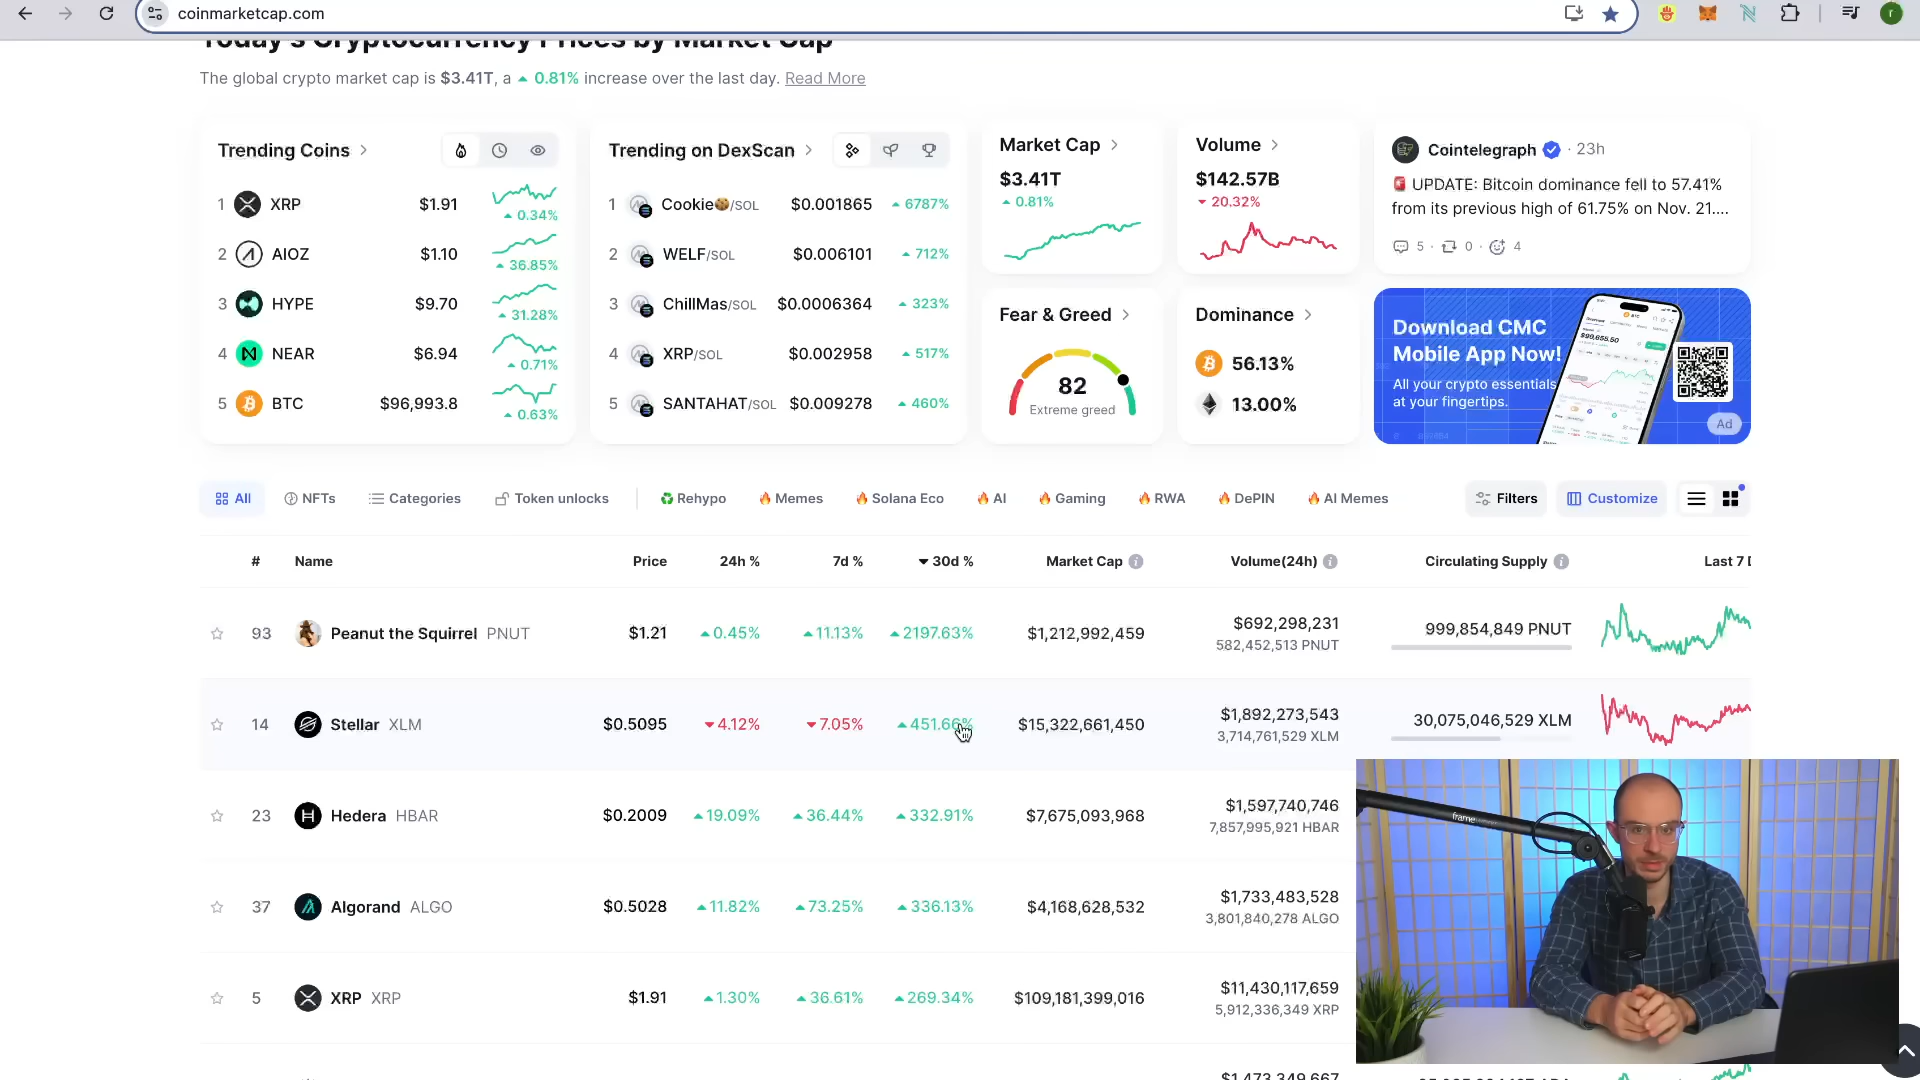 coinmarketcap.com
r
Today's Cryptocurrency Prices by Market Cap
The global crypto market cap is $3.41T, a 0.81% increase over the last day. Read More
Trending Coins
1 XRP $1.91 0.34%
2 AIOZ $1.10 36.85%
3 HYPE $9.70 31.28%
4 NEAR $6.94 0.71%
5 BTC $96,993.8 0.63%
Trending on DexScan
1 Cookie🍪/SOL $0.001865 6787%
2 WELF/SOL $0.006101 712%
3 ChillMas/SOL $0.0006364 323%
4 XRP/SOL $0.002958 517%
5 SANTAHAT/SOL $0.009278 460%
Market Cap
$3.41T
0.81%
Volume
$142.57B
20.32%
Fear & Greed
82
Extreme greed
Dominance
56.13%
13.00%
Cointelegraph · 23h
🚨 UPDATE: Bitcoin dominance fell to 57.41%
from its previous high of 61.75% on Nov. 21....
5 · 0 · 4
Download CMC
Mobile App Now!
All your crypto essentials
at your fingertips.
Ad
All NFTs Categories Token unlocks Rehypo Memes Solana Eco AI Gaming RWA DePIN AI Memes Filters Customize
# Name Price 24h % 7d % 30d % Market Cap Volume(24h) Circulating Supply Last 7 D
93 Peanut the Squirrel PNUT $1.21 0.45% 11.13% 2197.63% $1,212,992,459 $692,298,231 999,854,849 PNUT
582,452,513 PNUT
14 Stellar XLM $0.5095 4.12% 7.05% 451.66% $15,322,661,450 $1,892,273,543 30,075,046,529 XLM
3,714,761,529 XLM
23 Hedera HBAR $0.2009 19.09% 36.44% 332.91% $7,675,093,968 $1,597,740,746
7,857,995,921 HBAR
37 Algorand ALGO $0.5028 11.82% 73.25% 336.13% $4,168,628,532 $1,733,483,528
3,801,840,278 ALGO
5 XRP XRP $1.91 1.30% 36.61% 269.34% $109,181,399,016 $11,430,117,659
5,912,336,349 XRP
$1,473,349,667
frame